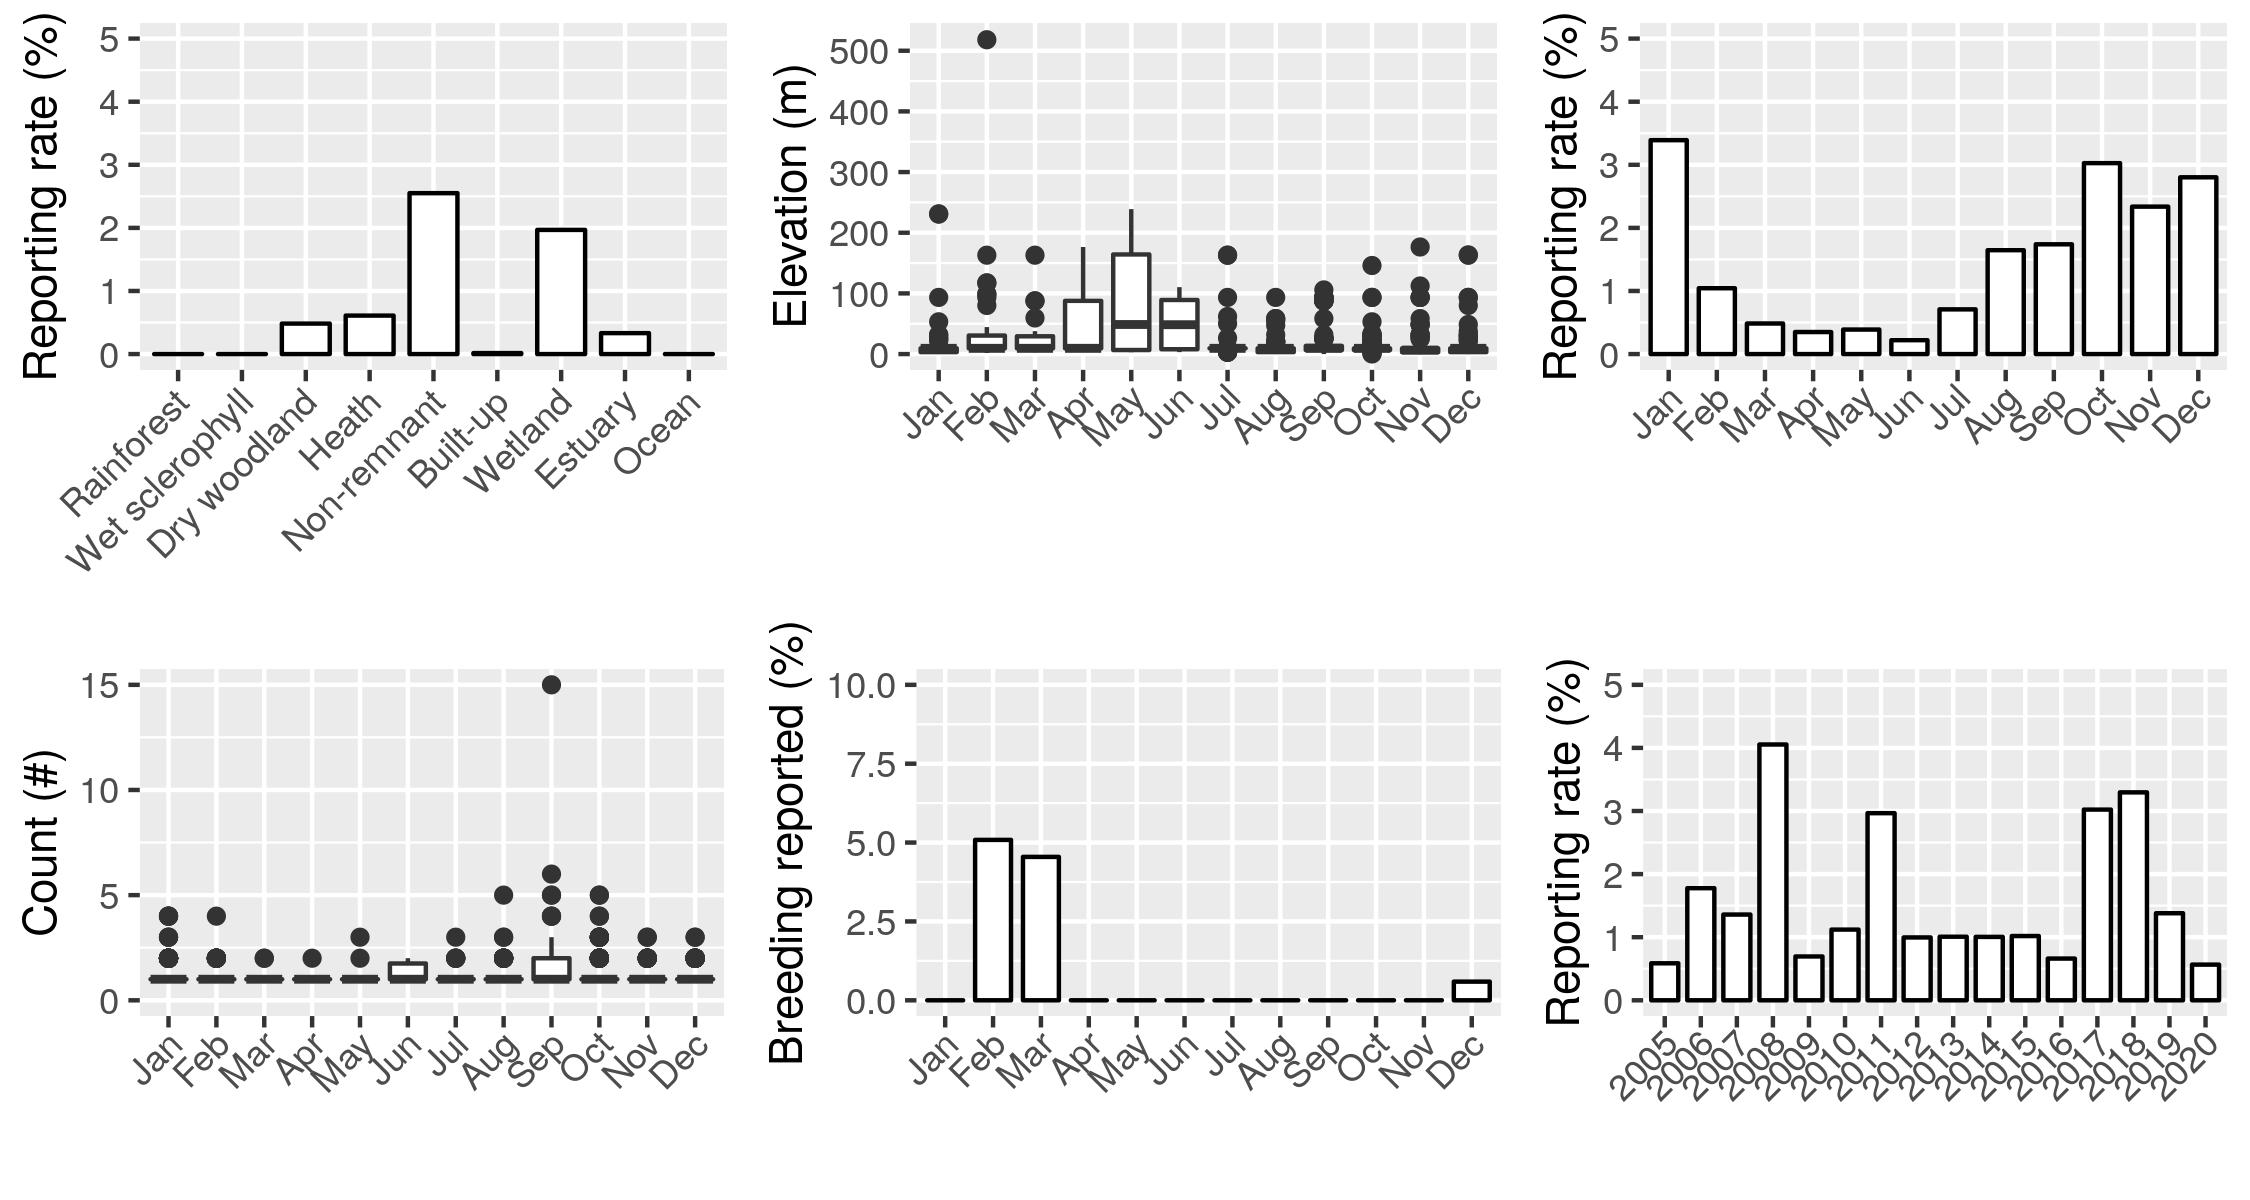 Reporting rate (%)
5
4
3
2
1
0
Rainforest
Wet sclerophyll
Dry woodland
Heath
Non-remnant
Built-up
Wetland
Estuary
Ocean
Elevation (m)
500
400
300
200
100
0
Jan
Feb
Mar
Apr
May
Jun
Jul
Aug
Sep
Oct
Nov
Dec
Reporting rate (%)
5
4
3
2
1
0
Jan
Feb
Mar
Apr
May
Jun
Jul
Aug
Sep
Oct
Nov
Dec
Count (#)
15
10
5
0
Jan
Feb
Mar
Apr
May
Jun
Jul
Aug
Sep
Oct
Nov
Dec
Breeding reported (%)
10.0
7.5
5.0
2.5
0.0
Jan
Feb
Mar
Apr
May
Jun
Jul
Aug
Sep
Oct
Nov
Dec
Reporting rate (%)
5
4
3
2
1
0
2005
2006
2007
2008
2009
2010
2011
2012
2013
2014
2015
2016
2017
2018
2019
2020